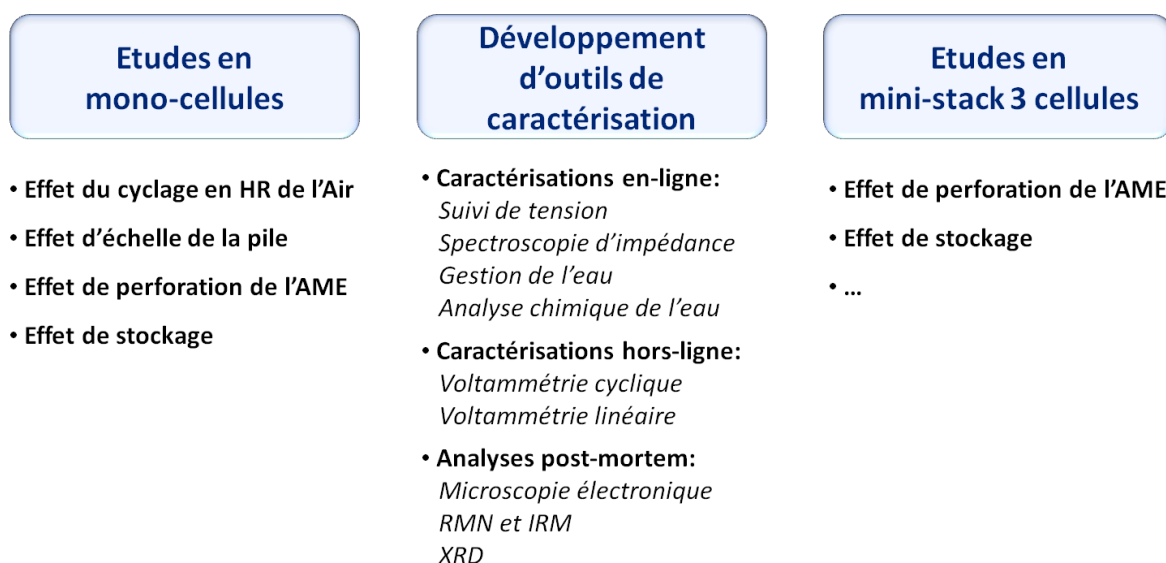 Etudes en
mono-cellules
• Effet du cyclage en HR de l’Air
• Effet d’échelle de la pile
• Effet de perforation de l’AME
• Effet de stockage
Développement
d’outils de
caractérisation
• Caractérisations en-ligne:
Suivi de tension
Spectroscopie d’impédance
Gestion de l’eau
Analyse chimique de l’eau
• Caractérisations hors-ligne:
Voltammétrie cyclique
Voltammétrie linéaire
• Analyses post-mortem:
Microscopie électronique
RMN et IRM
XRD
Etudes en
mini-stack 3 cellules
• Effet de perforation de l’AME
• Effet de stockage
• ...